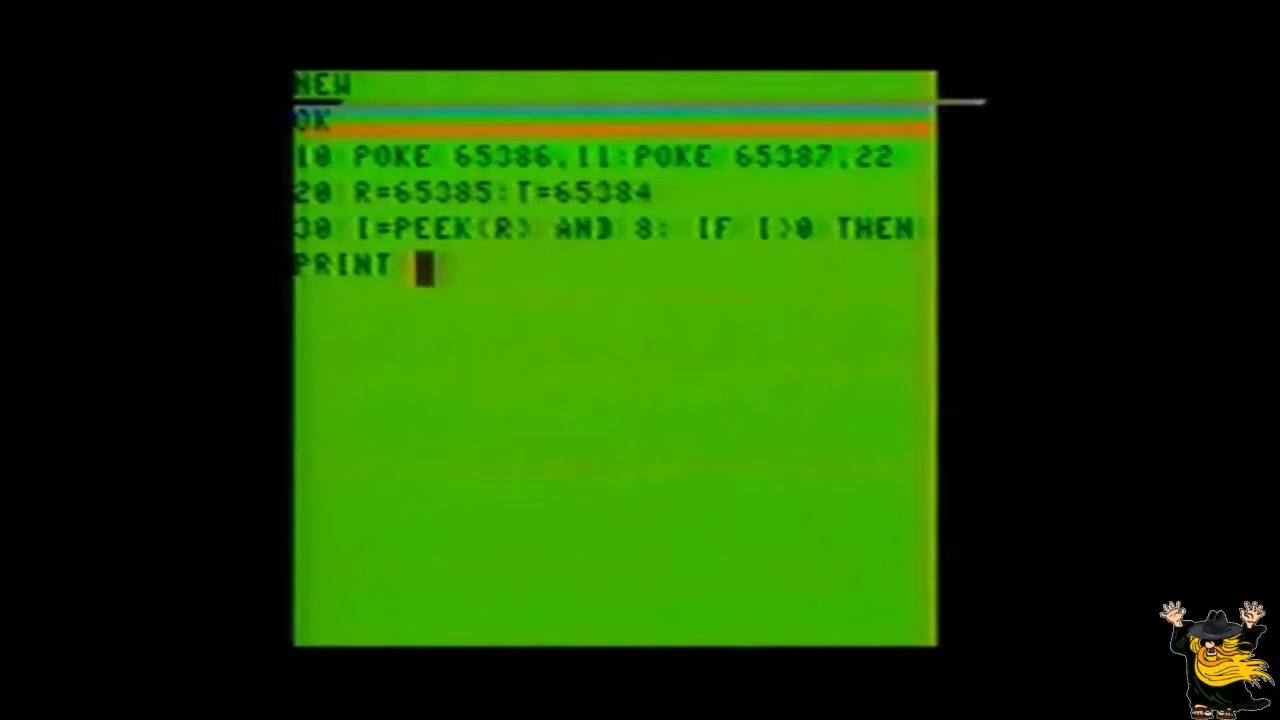 NEW
OK
10 POKE 65386,11:POKE 65387,22
20 R=65385:T=65384
30 I=PEEK(R) AND 8: IF I>0 THEN
PRINT